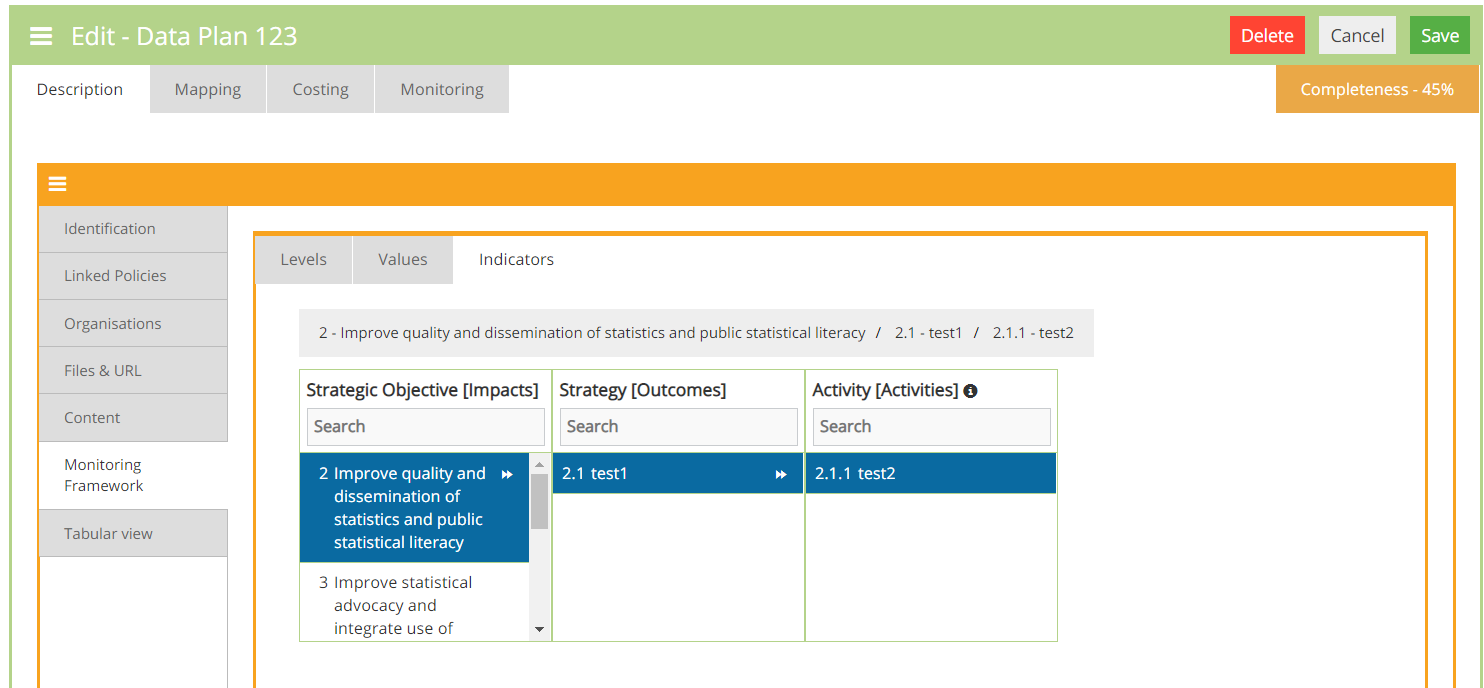 Edit - Data Plan 123
Delete
Cancel
Save
Description
Mapping
Costing
Monitoring
Completeness - 45%
Identification
Linked Policies
Organisations
Files & URL
Content
Monitoring
Framework
Tabular view
Levels
Values
Indicators
2 - Improve quality and dissemination of statistics and public statistical literacy / 2.1 - test1 / 2.1.1 - test2
Strategic Objective [Impacts]
Search
2 Improve quality and
dissemination of
statistics and public
statistical literacy
3 Improve statistical
advocacy and
integrate use of
Strategy [Outcomes]
Search
2.1 test1
Activity [Activities]
Search
2.1.1 test2